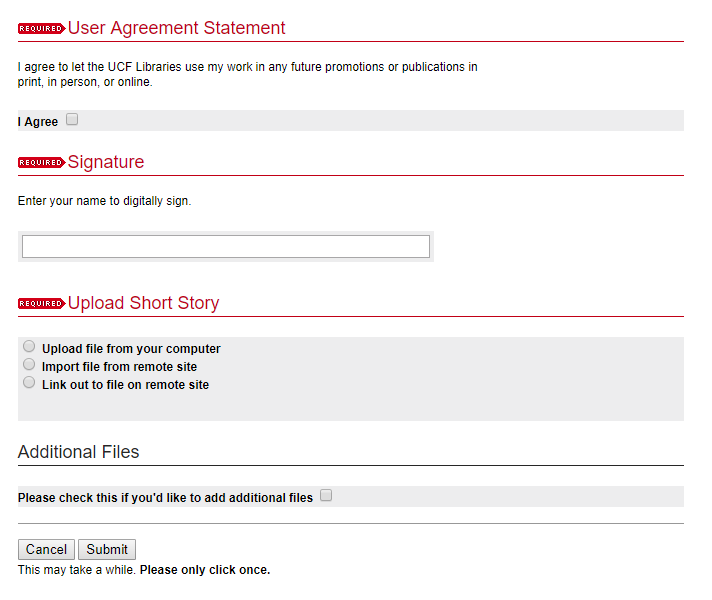 REQUIRED User Agreement Statement
I agree to let the UCF Libraries use my work in any future promotions or publications in
print, in person, or online.
I Agree
REQUIRED Signature
Enter your name to digitally sign.
REQUIRED Upload Short Story
Upload file from your computer
Import file from remote site
Link out to file on remote site
Additional Files
Please check this if you'd like to add additional files
Cancel Submit
This may take a while. Please only click once.